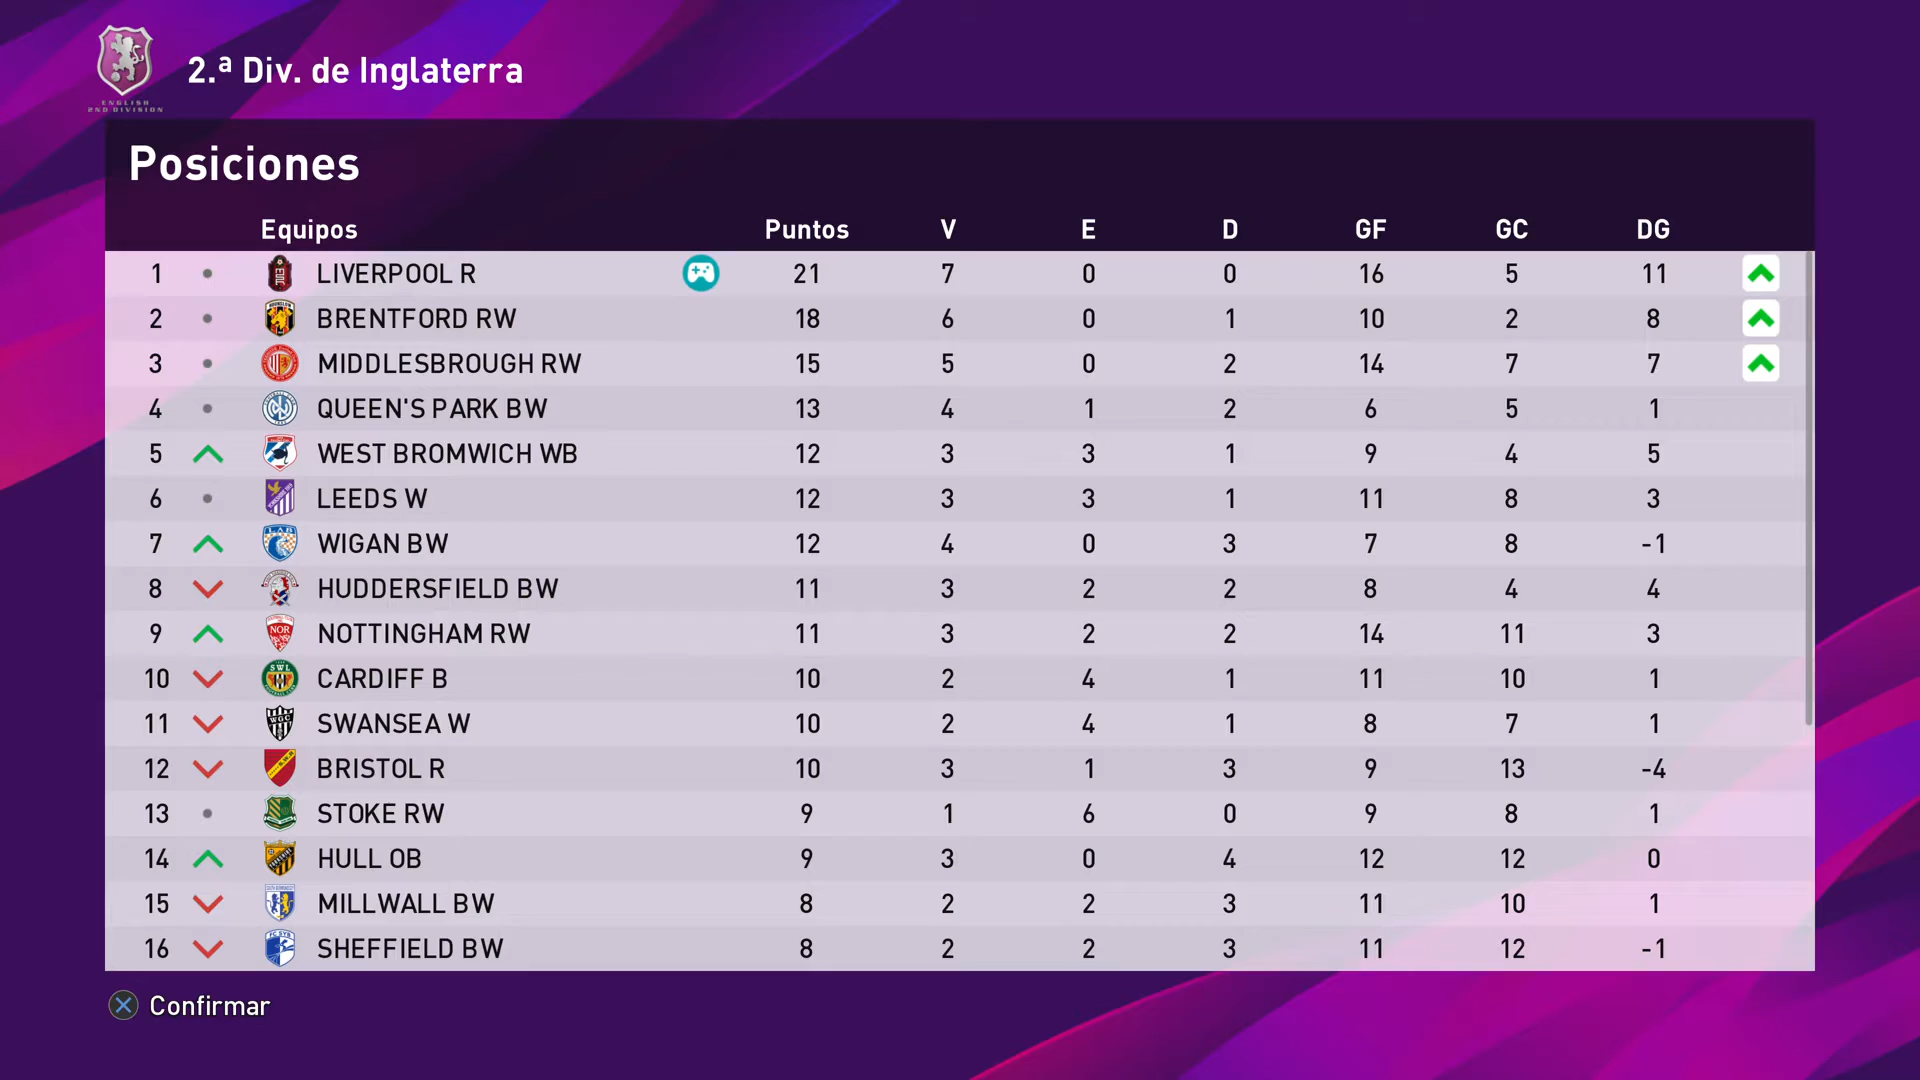 ENGLISH
2ND DIVISION
2.ª Div. de Inglaterra
Posiciones
Equipos Puntos V E D GF GC DG
1 LIVERPOOL R 21 7 0 0 16 5 11
2 BRENTFORD RW 18 6 0 1 10 2 8
3 MIDDLESBROUGH RW 15 5 0 2 14 7 7
4 QUEEN'S PARK BW 13 4 1 2 6 5 1
5 WEST BROMWICH WB 12 3 3 1 9 4 5
6 LEEDS W 12 3 3 1 11 8 3
7 WIGAN BW 12 4 0 3 7 8 -1
8 HUDDERSFIELD BW 11 3 2 2 8 4 4
9 NOR NOTTINGHAM RW 11 3 2 2 14 11 3
10 SWL CARDIFF B 10 2 4 1 11 10 1
11 WGC SWANSEA W 10 2 4 1 8 7 1
12 BRISTOL R 10 3 1 3 9 13 -4
13 STOKE RW 9 1 6 0 9 8 1
14 HULL OB 9 3 0 4 12 12 0
15 MILLWALL BW 8 2 2 3 11 10 1
16 SHEFFIELD BW 8 2 2 3 11 12 -1
Confirmar